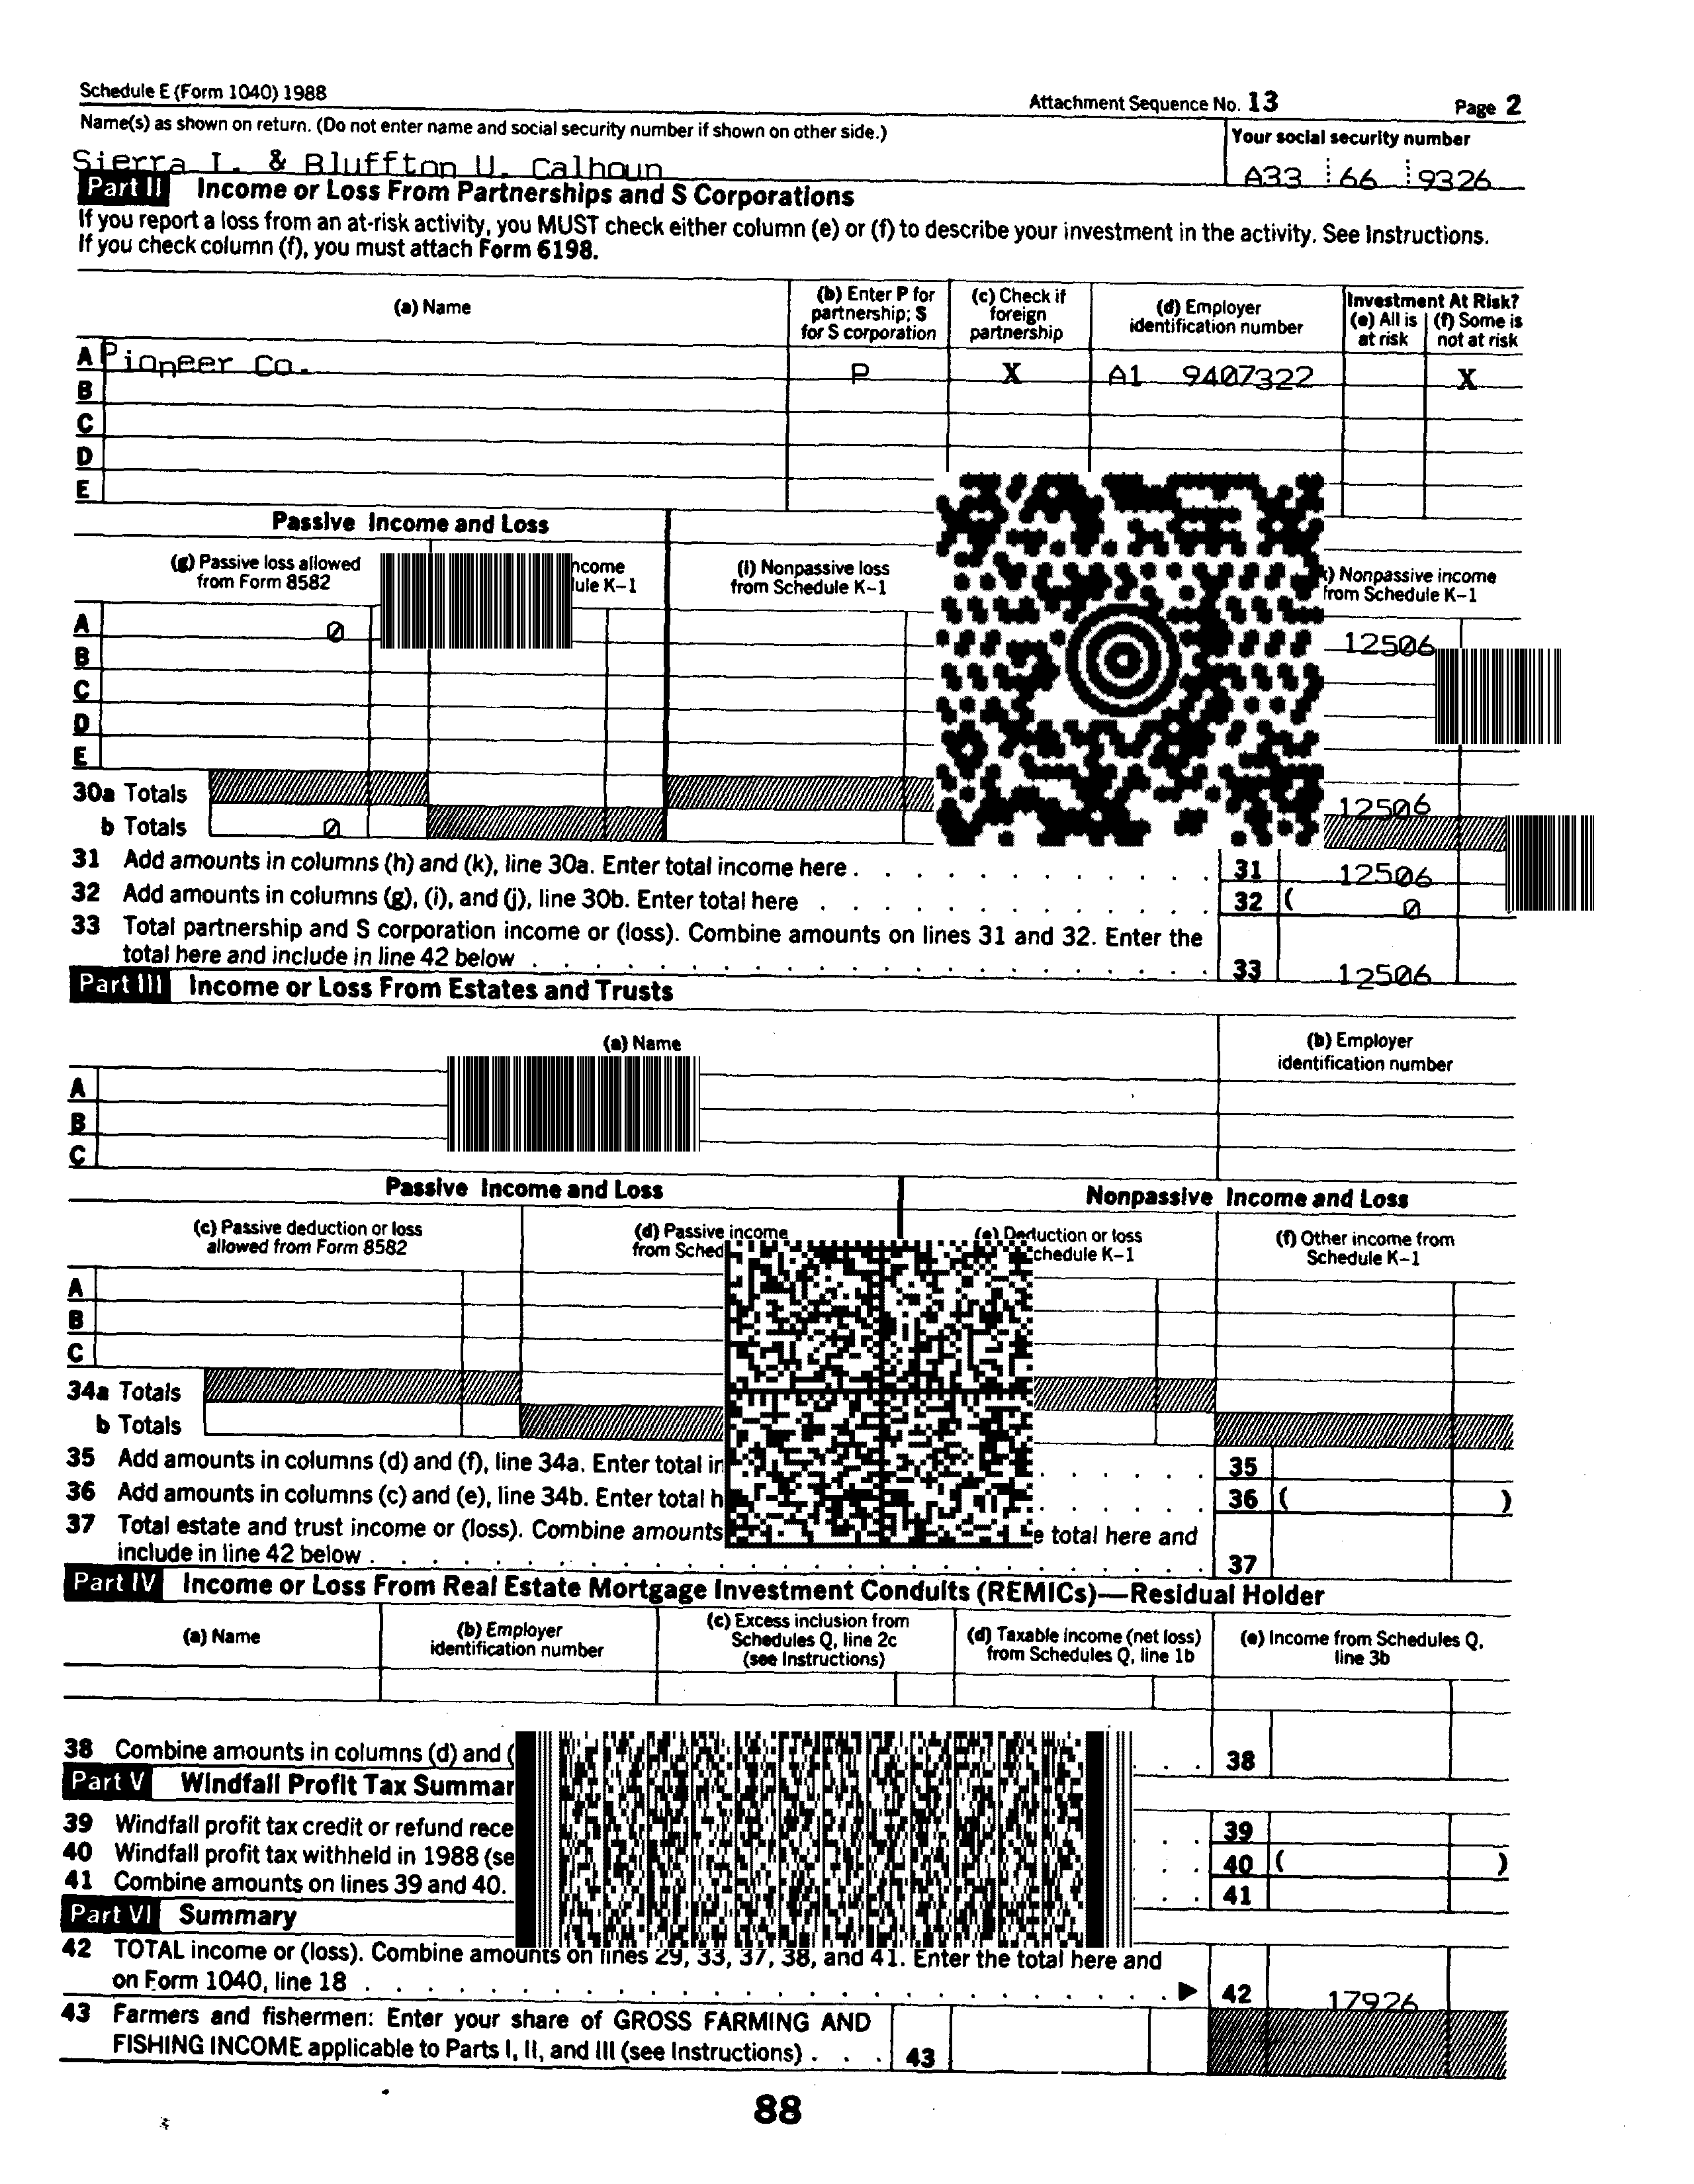 Schedule E (Form 1040) 1988
Attachment Sequence No. 13 Page 2
Name(s) as shown on return. (Do not enter name and social security number if shown on other side.)
Your social security number
Sierra I. & Bluffton U. Calhoun
A33 66 9326
Part II Income or Loss From Partnerships and S Corporations
If you report a loss from an at-risk activity, you MUST check either column (e) or (f) to describe your investment in the activity. See Instructions.
If you check column (f), you must attach Form 6198.
(a) Name
(b) Enter P for partnership; S for S corporation
(c) Check if foreign partnership
(d) Employer identification number
Investment At Risk?
(e) All is at risk
(f) Some is not at risk
A Pioneer Co. P X A1 9407322 X
B
C
D
E
Passive Income and Loss
(g) Passive loss allowed from Form 8582
ncome
ule K–1
(i) Nonpassive loss from Schedule K–1
) Nonpassive income from Schedule K–1
A 0 12506
B
C
D
E
30a Totals 12506
b Totals 0
31 Add amounts in columns (h) and (k), line 30a. Enter total income here 31 12506
32 Add amounts in columns (g), (i), and (j), line 30b. Enter total here 32 ( 0
33 Total partnership and S corporation income or (loss). Combine amounts on lines 31 and 32. Enter the
total here and include in line 42 below 33 12506
Part III Income or Loss From Estates and Trusts
(a) Name
(b) Employer identification number
A
B
C
Passive Income and Loss
Nonpassive Income and Loss
(c) Passive deduction or loss allowed from Form 8582
(d) Passive income from Sched
(e) Deduction or loss chedule K–1
(f) Other income from Schedule K–1
A
B
C
34a Totals
b Totals
35 Add amounts in columns (d) and (f), line 34a. Enter total in 35
36 Add amounts in columns (c) and (e), line 34b. Enter total h 36 ( )
37 Total estate and trust income or (loss). Combine amounts e total here and
include in line 42 below 37
Part IV Income or Loss From Real Estate Mortgage Investment Conduits (REMICs)—Residual Holder
(a) Name
(b) Employer identification number
(c) Excess inclusion from Schedules Q, line 2c (see Instructions)
(d) Taxable income (net loss) from Schedules Q, line 1b
(e) Income from Schedules Q, line 3b
38 Combine amounts in columns (d) and ( 38
Part V Windfall Profit Tax Summar
39 Windfall profit tax credit or refund rece 39
40 Windfall profit tax withheld in 1988 (se 40 ( )
41 Combine amounts on lines 39 and 40. 41
Part VI Summary
42 TOTAL income or (loss). Combine amounts on lines 29, 33, 37, 38, and 41. Enter the total here and
on Form 1040, line 18 ▶ 42 17926
43 Farmers and fishermen: Enter your share of GROSS FARMING AND
FISHING INCOME applicable to Parts I, II, and III (see Instructions) 43
88